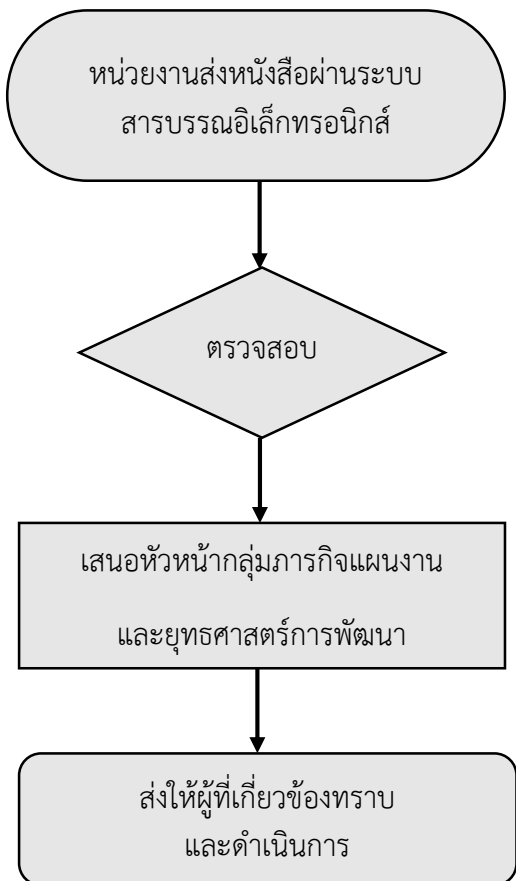 หน่วยงานส่งหนังสือผ่านระบบ
สารบรรณอิเล็กทรอนิกส์
ตรวจสอบ
เสนอหัวหน้ากลุ่มภารกิจแผนงาน
และยุทธศาสตร์การพัฒนา
ส่งให้ผู้ที่เกี่ยวข้องทราบ
และดำเนินการ